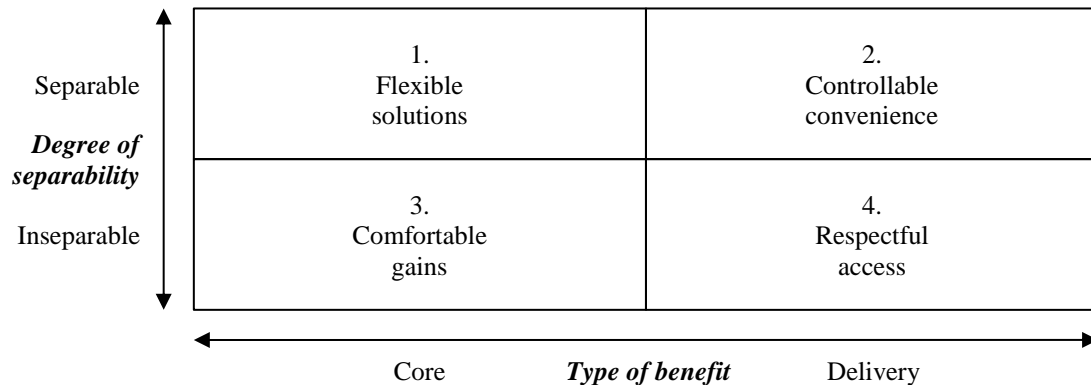 1.
Flexible
solutions
2.
Controllable
convenience
Separable
Degree of
separability
Inseparable
3.
Comfortable
gains
4.
Respectful
access
Core
Type of benefit
Delivery